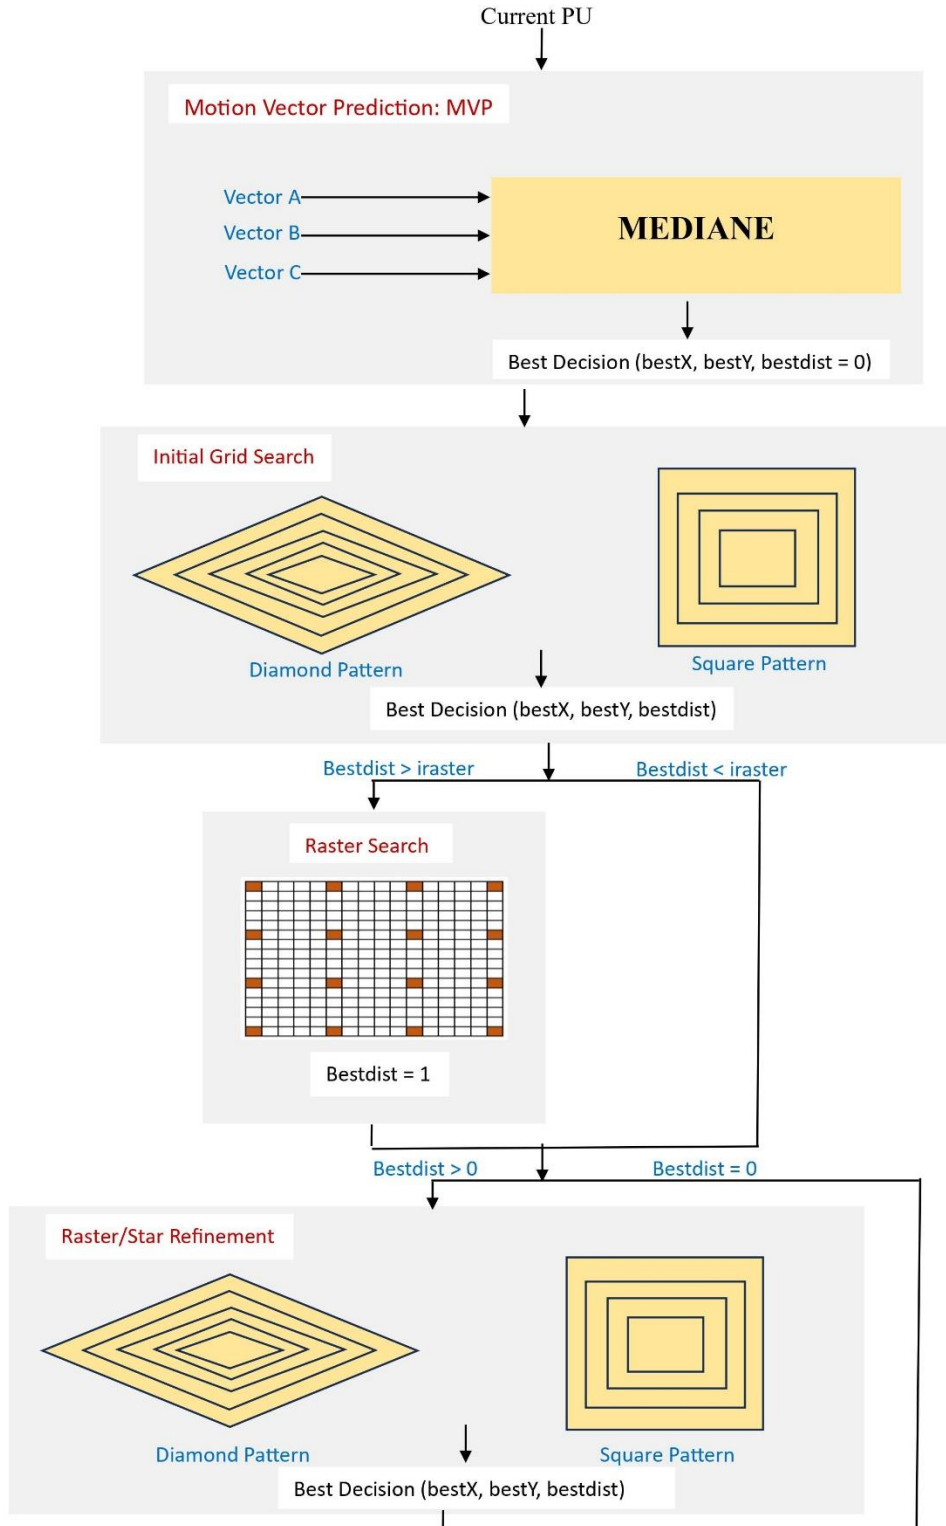 Current PU
Motion Vector Prediction: MVP
Vector A
Vector B
Vector C
MEDIANE
Best Decision (bestX, bestY, bestdist = 0)
Initial Grid Search
Diamond Pattern
Square Pattern
Best Decision (bestX, bestY, bestdist)
Bestdist > iraster
Bestdist < iraster
Raster Search
Bestdist = 1
Bestdist > 0
Bestdist = 0
Raster/Star Refinement
Diamond Pattern
Square Pattern
Best Decision (bestX, bestY, bestdist)